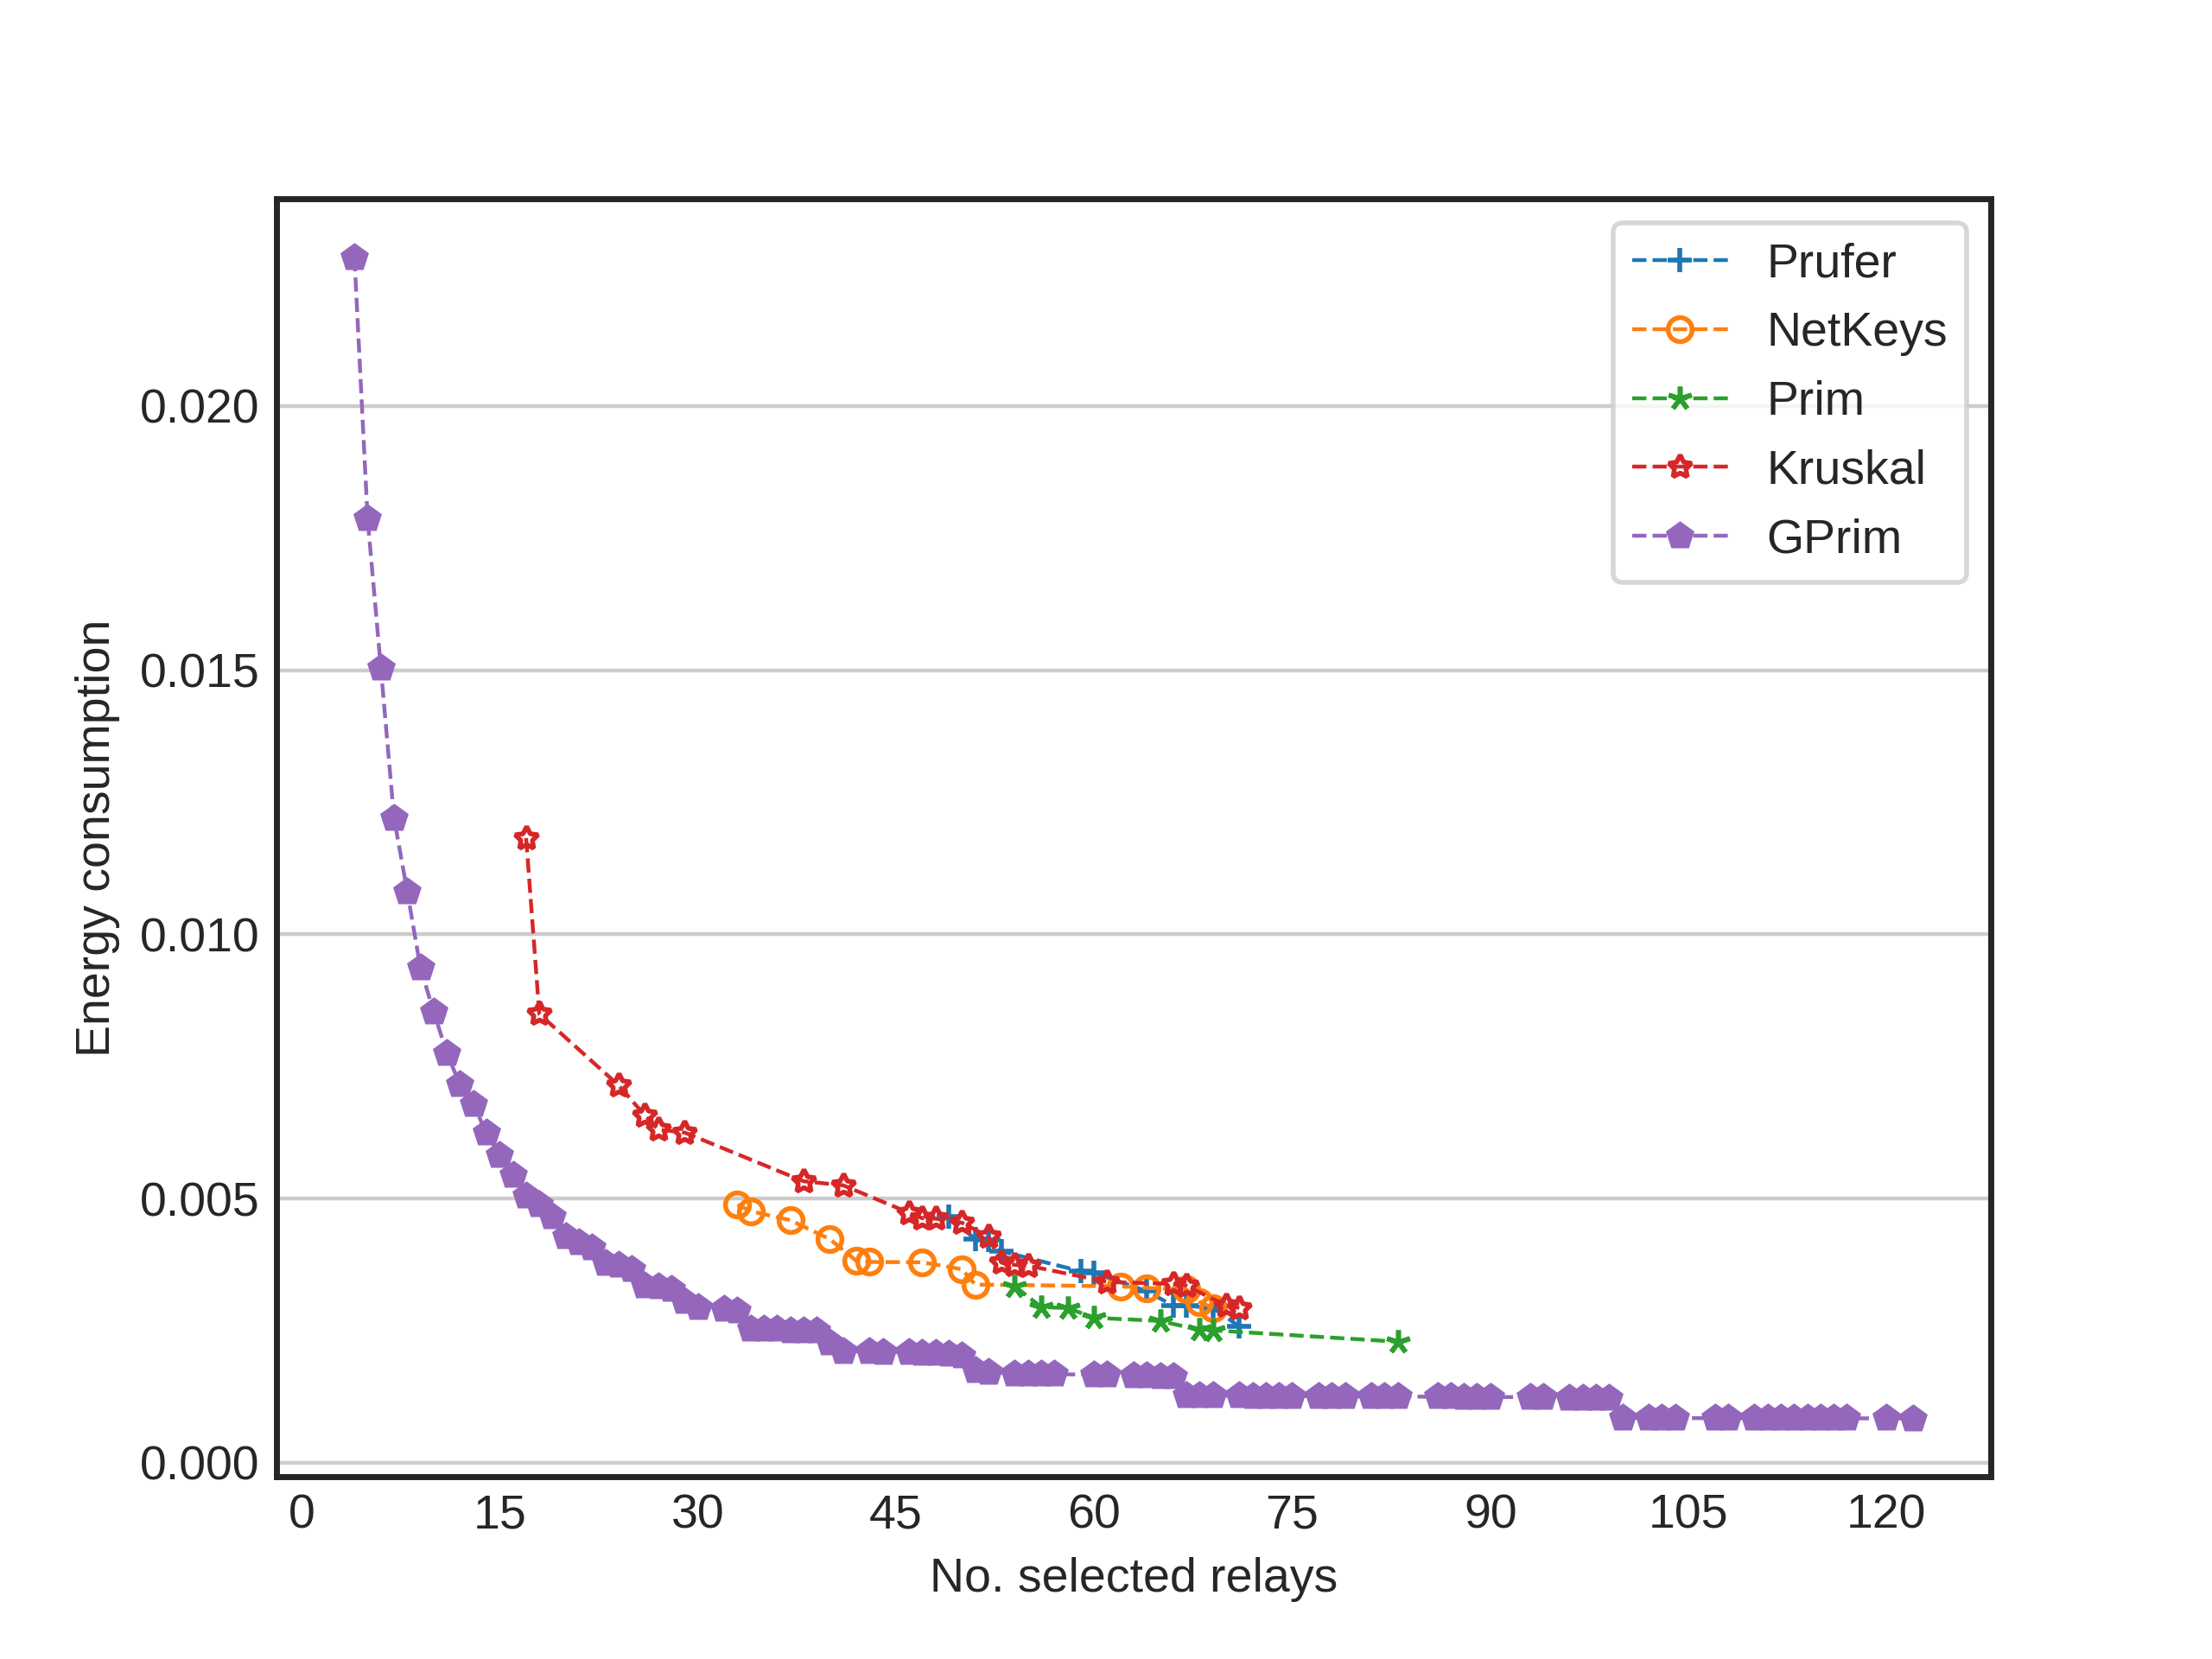 Prufer
NetKeys
Prim
Kruskal
GPrim
0.020
0.015
0.010
0.005
0.000
Energy consumption
0 15 30 45 60 75 90 105 120
No. selected relays